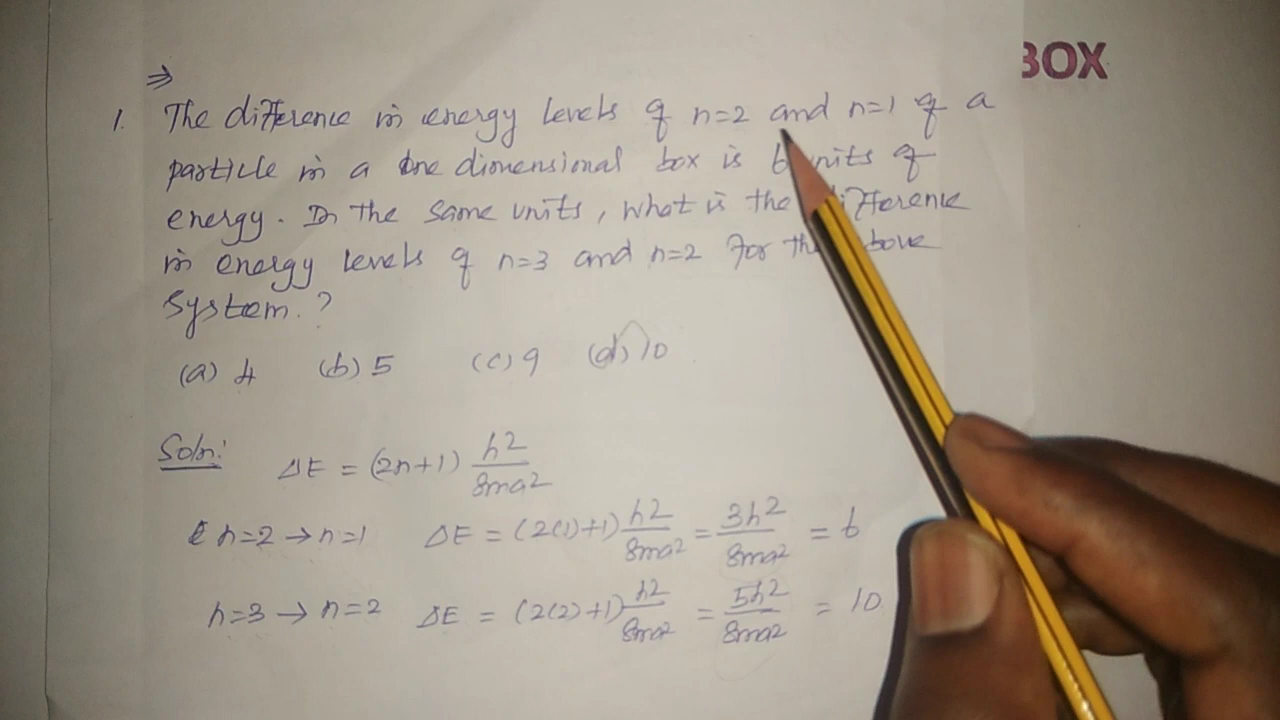 BOX
⇒
1. The difference in energy levels of n=2 and n=1 of a
particle in a one dimensional box is 6 units of
energy. In the same units, what is the difference
in energy levels of n=3 and n=2 for the above
system.?
(a) 4 (b) 5 (c) 9 (d) 10
Soln:
ΔE = (2n+1) h2/8ma2
n=2 → n=1 ΔE = (2(1)+1) h2/8ma2 = 3h2/8ma2 = 6
n=3 → n=2 ΔE = (2(2)+1) h2/8ma2 = 5h2/8ma2 = 10